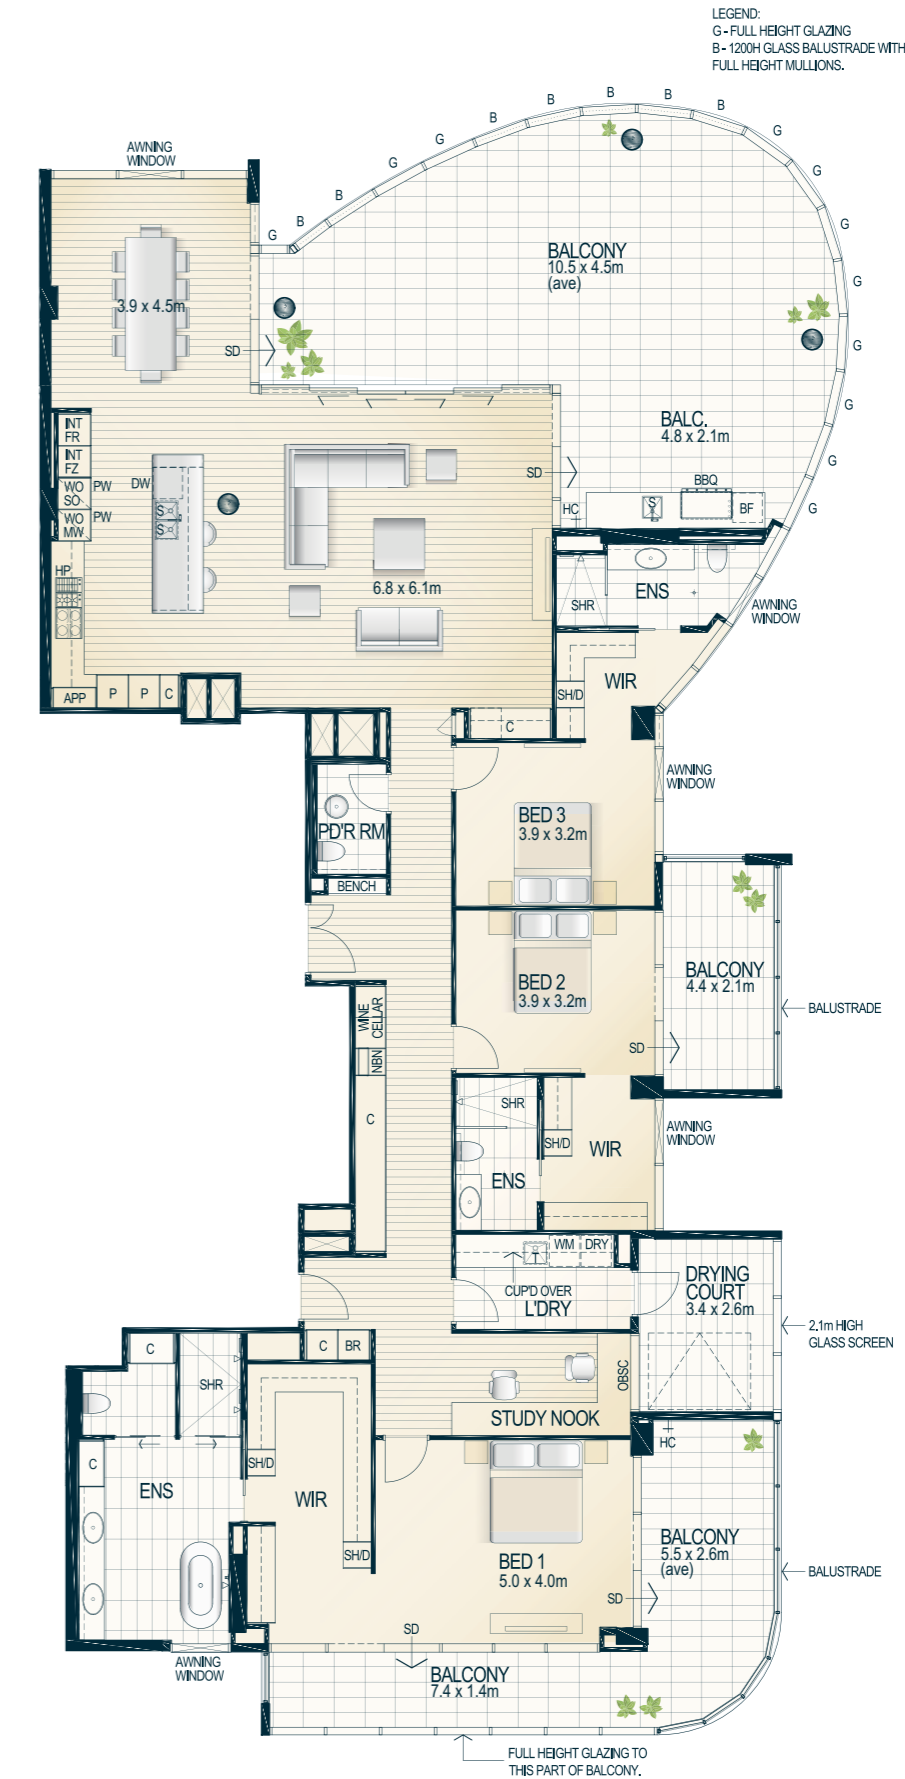 LEGEND:
G - FULL HEIGHT GLAZING
B - 1200H GLASS BALUSTRADE WITH
FULL HEIGHT MULLIONS.
B
B
B
B
B
B
G
G
G
G
B
B
G
G
G
G
G
G
G
G
AWNING
WINDOW
BALCONY
10.5 x 4.5m
(ave)
3.9 x 4.5m
SD
BALC.
4.8 x 2.1m
INT
FR
INT
FZ
WO
SO
PW
WO
MW
PW
DW
S
S
SD
HC
S
BBQ
BF
HP
6.8 x 6.1m
SHR
ENS
AWNING
WINDOW
APP
P
P
C
WIR
SH/D
C
AWNING
WINDOW
PD'R RM
BENCH
BED 3
3.9 x 3.2m
BED 2
3.9 x 3.2m
BALCONY
4.4 x 2.1m
BALUSTRADE
SD
WINE
CELLAR
NBN
C
SHR
ENS
SH/D
WIR
AWNING
WINDOW
T
WM
DRY
CUP'D OVER
L'DRY
DRYING
COURT
3.4 x 2.6m
2.1m HIGH
GLASS SCREEN
C
BR
C
SHR
OBSC
STUDY NOOK
HC
C
ENS
SH/D
WIR
SH/D
BED 1
5.0 x 4.0m
BALCONY
5.5 x 2.6m
(ave)
BALUSTRADE
SD
SD
AWNING
WINDOW
BALCONY
7.4 x 1.4m
FULL HEIGHT GLAZING TO
THIS PART OF BALCONY.